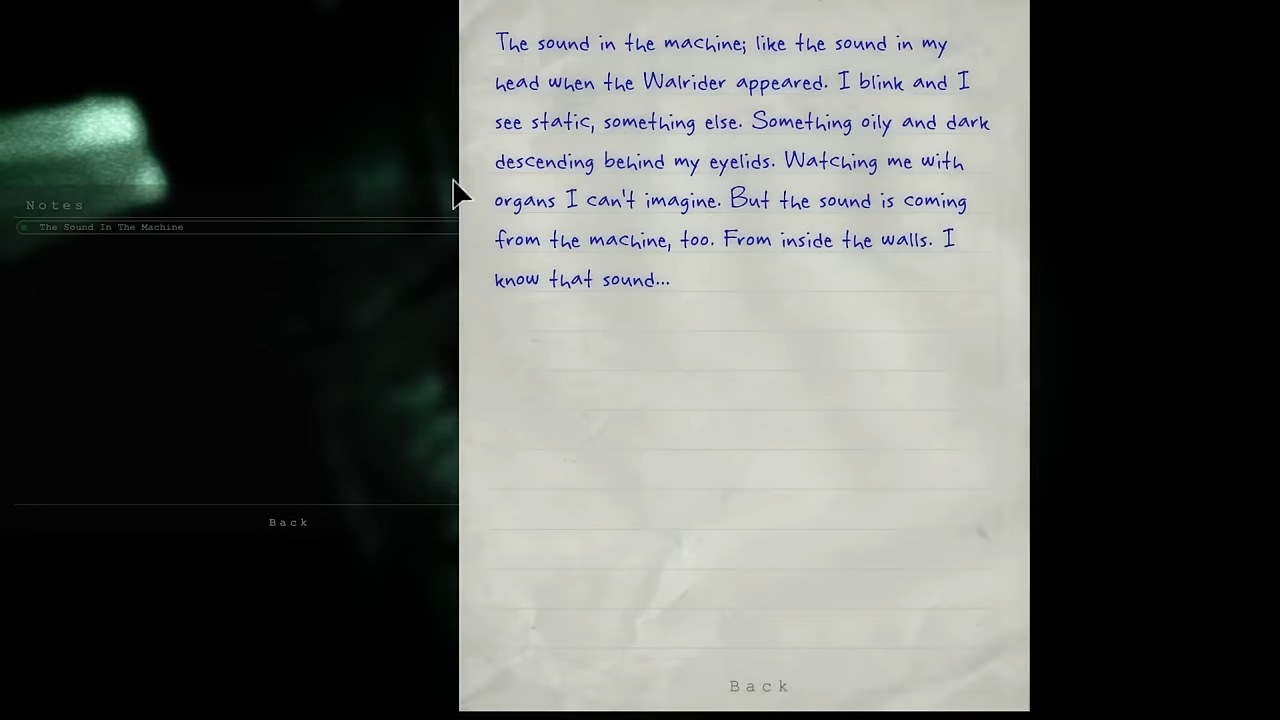 Notes
The Sound In The Machine
Back
The sound in the machine; like the sound in my
head when the Walrider appeared. I blink and I
see static, something else. Something oily and dark
descending behind my eyelids. Watching me with
organs I can't imagine. But the sound is coming
from the machine, too. From inside the walls. I
know that sound...
Back